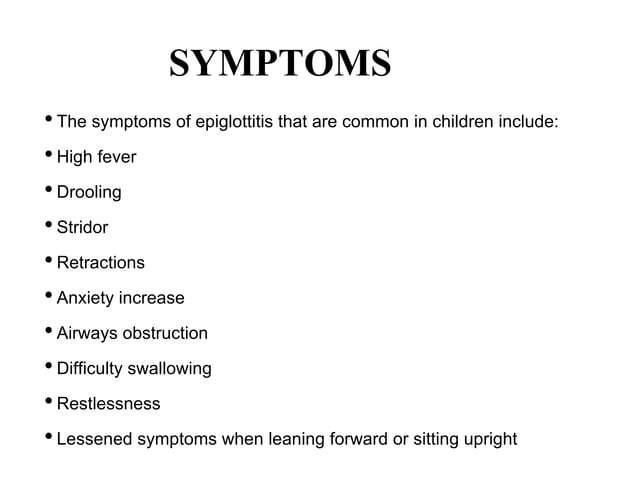 SYMPTOMS
• The symptoms of epiglottitis that are common in children include:
• High fever
• Drooling
• Stridor
• Retractions
• Anxiety increase
• Airways obstruction
• Difficulty swallowing
• Restlessness
• Lessened symptoms when leaning forward or sitting upright